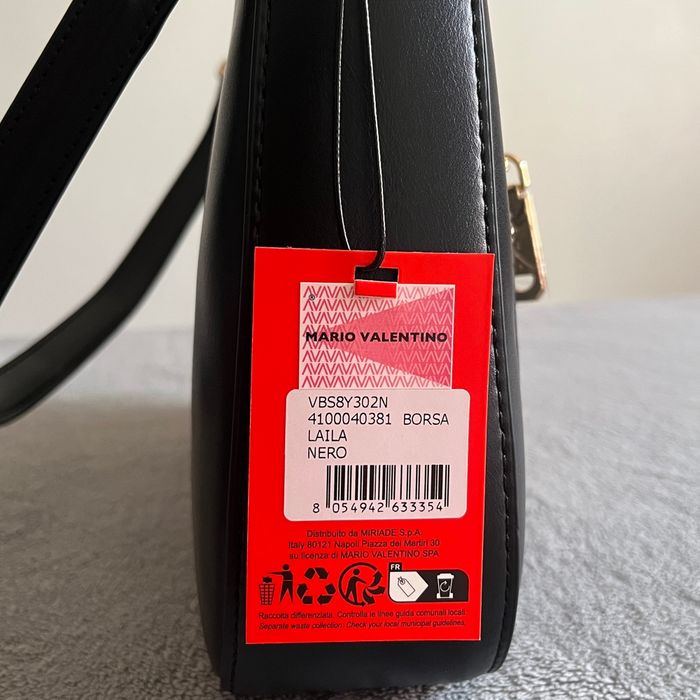 ®
MARIO VALENTINO
VBS8Y302N
4100040381 BORSA
LAILA
NERO
8 054942 633354
Distribuito da MIRIADE S.p.A.
Italy 80121 Napoli Piazza dei Martiri 30
su licenza di MARIO VALENTINO SPA
FR
Raccolta differenziata. Controlla le linee guida comunali locali.
Separate waste collection. Check your local municipal guidelines.